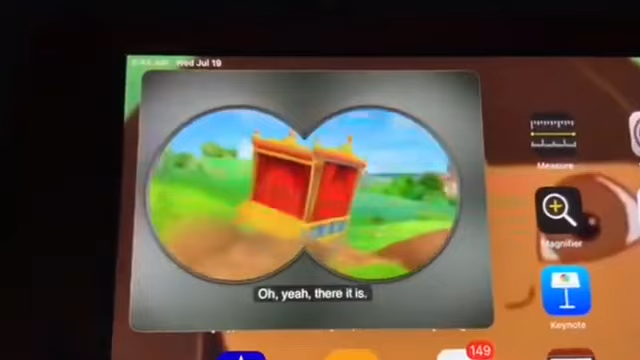 Wed Jul 19
Oh, yeah, there it is.
Measure
Magnifier
Keynote
149